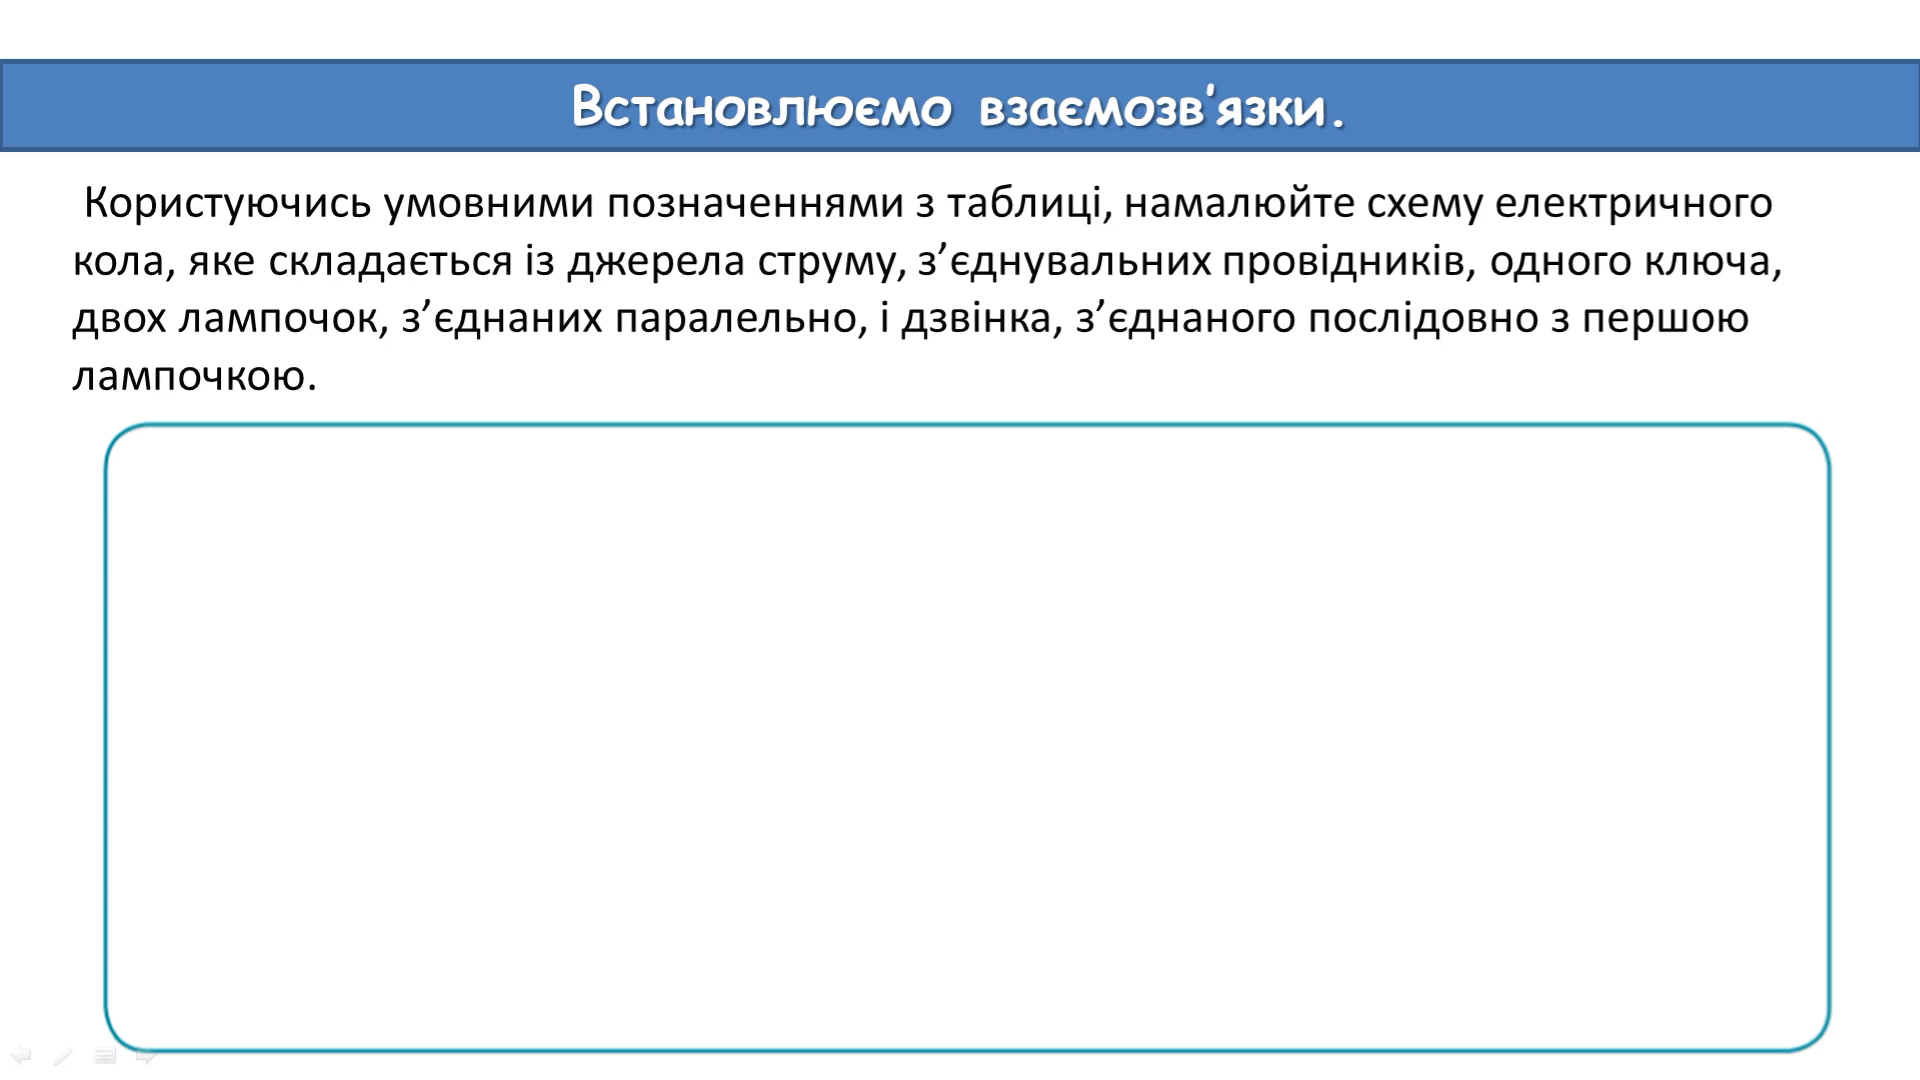 Встановлюємо взаємозв’язки.
Користуючись умовними позначеннями з таблиці, намалюйте схему електричного
кола, яке складається із джерела струму, з’єднувальних провідників, одного ключа,
двох лампочок, з’єднаних паралельно, і дзвінка, з’єднаного послідовно з першою
лампочкою.